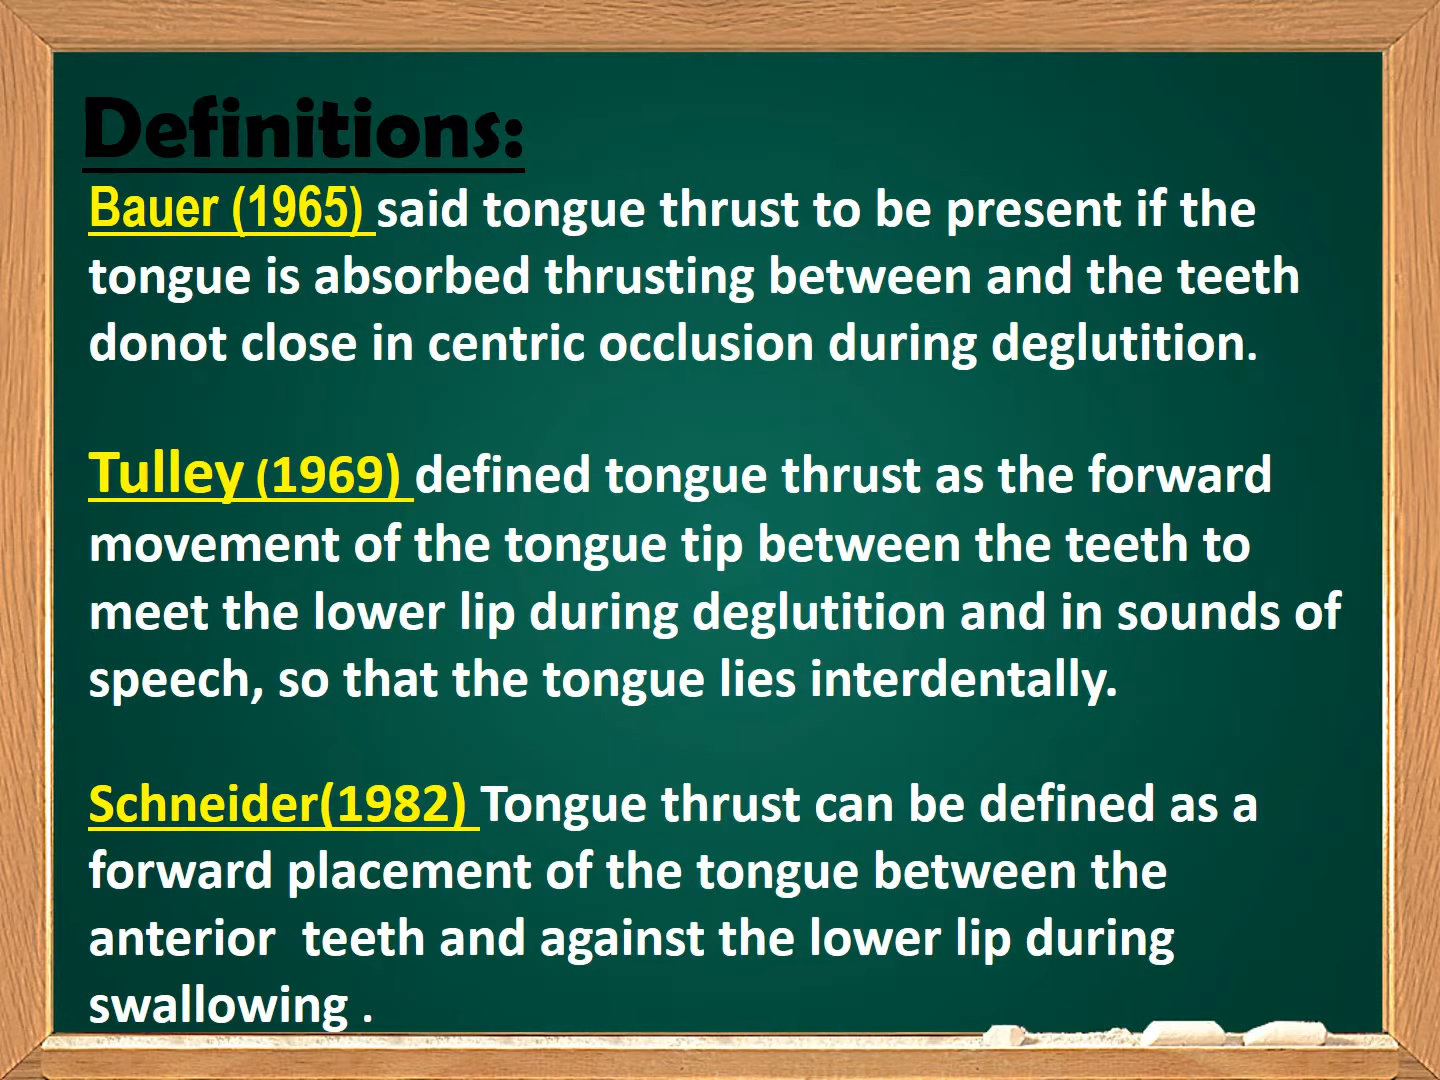 Definitions:
Bauer (1965) said tongue thrust to be present if the
tongue is absorbed thrusting between and the teeth
donot close in centric occlusion during deglutition.
Tulley (1969) defined tongue thrust as the forward
movement of the tongue tip between the teeth to
meet the lower lip during deglutition and in sounds of
speech, so that the tongue lies interdentally.
Schneider(1982) Tongue thrust can be defined as a
forward placement of the tongue between the
anterior  teeth and against the lower lip during
swallowing .